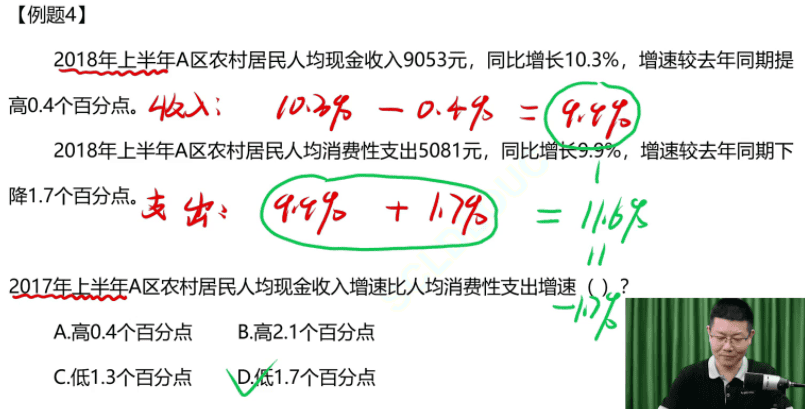 【例题4】
2018年上半年A区农村居民人均现金收入9053元，同比增长10.3%，增速较去年同期提
高0.4个百分点。 收入： 10.3% - 0.4% = 9.9%
2018年上半年A区农村居民人均消费性支出5081元，同比增长9.9%，增速较去年同期下
降1.7个百分点。 支出： 9.9% + 1.7% = 11.6%
2017年上半年A区农村居民人均现金收入增速比人均消费性支出增速（ ）？
-1.7%
A.高0.4个百分点 B.高2.1个百分点
C.低1.3个百分点 D.低1.7个百分点